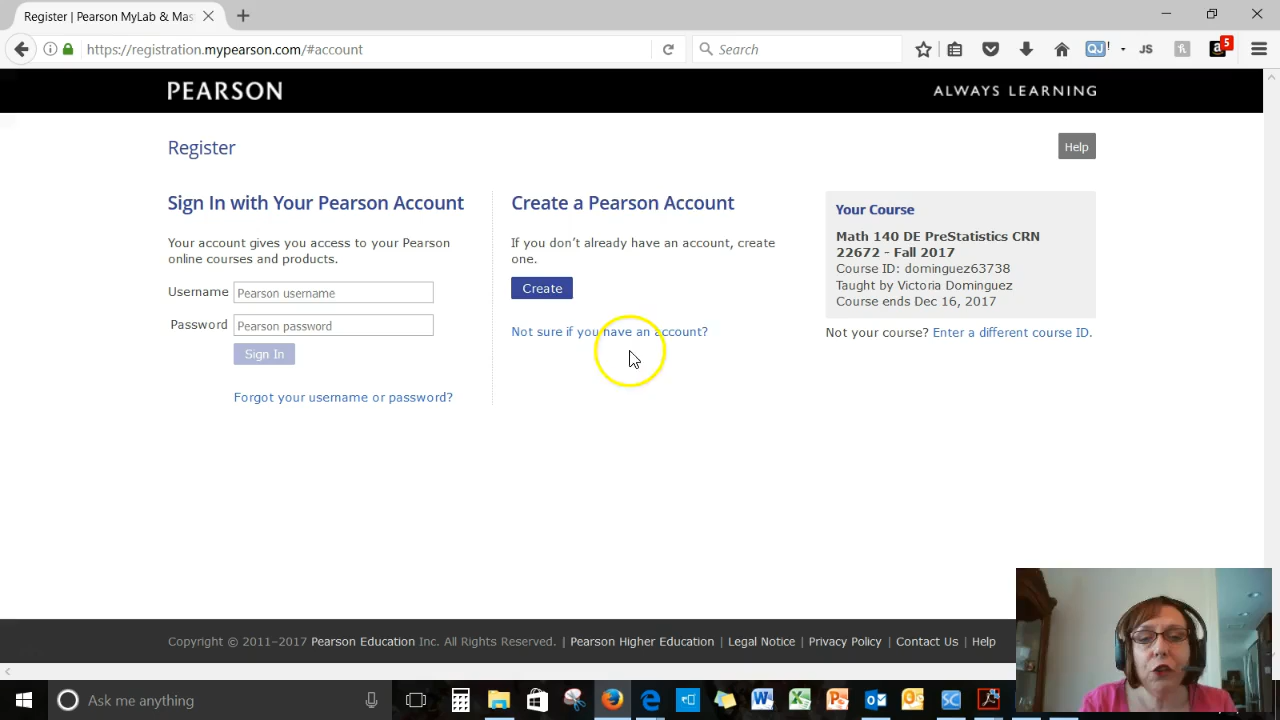 Register | Pearson MyLab & Mas
https://registration.mypearson.com/#account
Search
QJ!
JS
a
5
PEARSON
ALWAYS LEARNING
Register
Help
Sign In with Your Pearson Account
Your account gives you access to your Pearson
online courses and products.
Username
Pearson username
Password
Pearson password
Sign In
Forgot your username or password?
Create a Pearson Account
If you don't already have an account, create
one.
Create
Not sure if you have an account?
Your Course
Math 140 DE PreStatistics CRN
22672 - Fall 2017
Course ID: dominguez63738
Taught by Victoria Dominguez
Course ends Dec 16, 2017
Not your course? Enter a different course ID.
Copyright © 2011–2017 Pearson Education Inc. All Rights Reserved. | Pearson Higher Education | Legal Notice | Privacy Policy | Contact Us | Help
Ask me anything